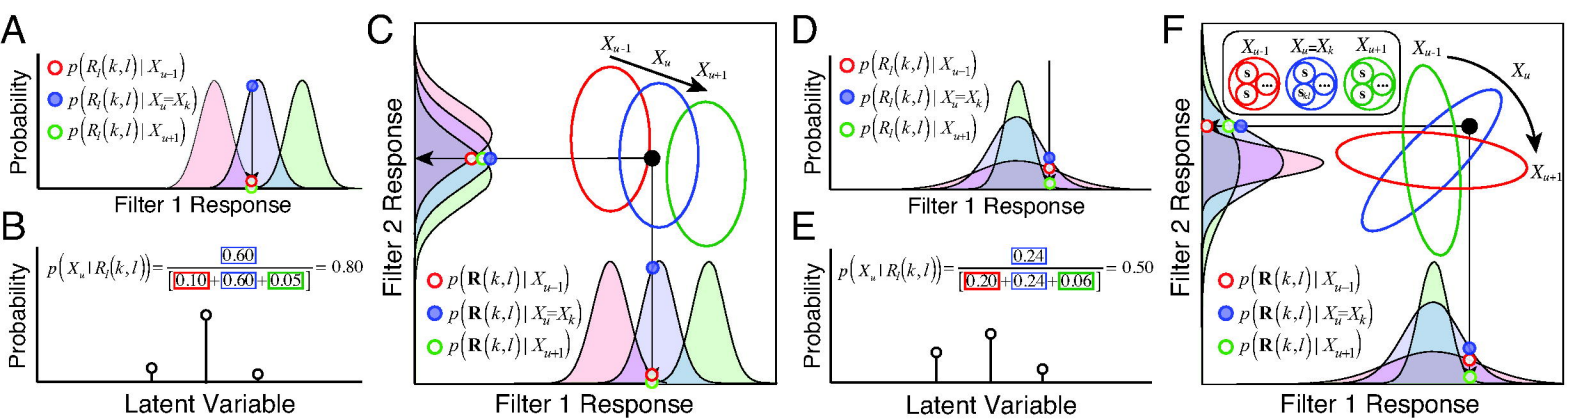 A
Probability
p(R_l(k,l)|X_{u-1})
p(R_l(k,l)|X_u=X_k)
p(R_l(k,l)|X_{u+1})
Filter 1 Response
B
Probability
p(X_u|R_l(k,l))= 0.60 / [0.10+0.60+0.05] = 0.80
Latent Variable
C
Filter 2 Response
X_{u-1}
X_u
X_{u+1}
p(R(k,l)|X_{u-1})
p(R(k,l)|X_u=X_k)
p(R(k,l)|X_{u+1})
Filter 1 Response
D
Probability
p(R_l(k,l)|X_{u-1})
p(R_l(k,l)|X_u=X_k)
p(R_l(k,l)|X_{u+1})
Filter 1 Response
E
Probability
p(X_u|R_l(k,l))= 0.24 / [0.20+0.24+0.06] = 0.50
Latent Variable
F
Filter 2 Response
X_{u-1} X_u=X_k X_{u+1}
s s s
... ... ...
s s_{kl} s
X_{u-1}
X_u
X_{u+1}
p(R(k,l)|X_{u-1})
p(R(k,l)|X_u=X_k)
p(R(k,l)|X_{u+1})
Filter 1 Response